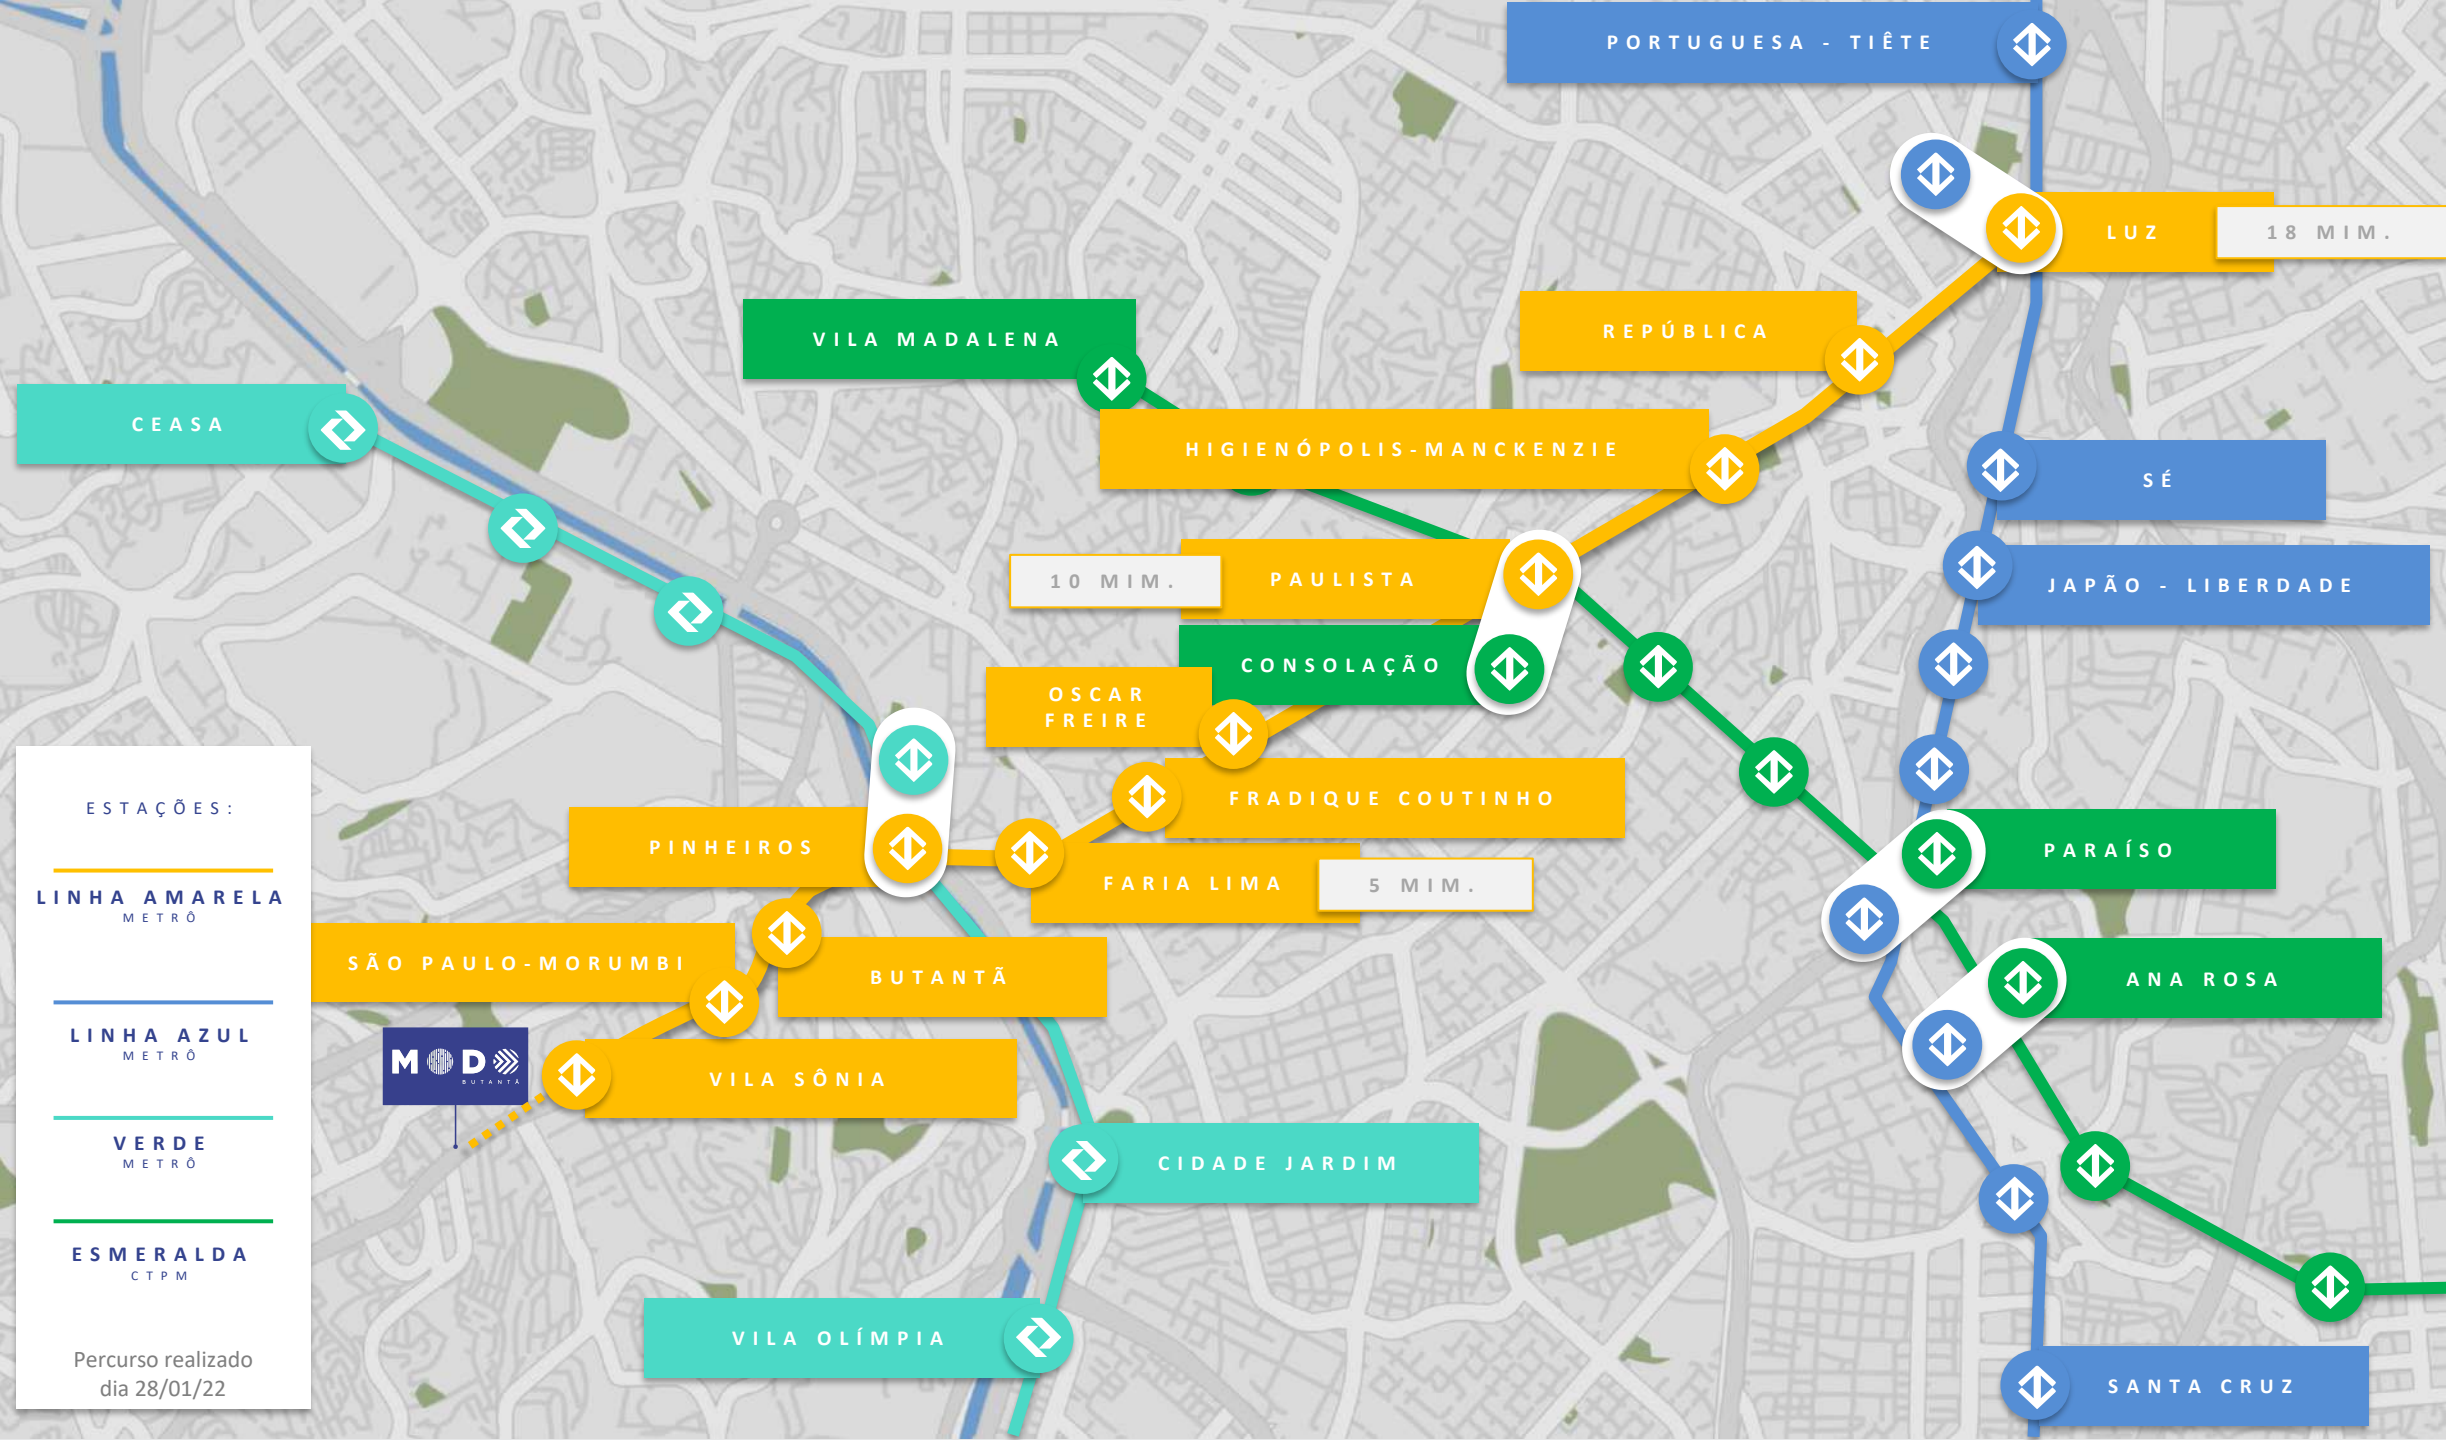 PORTUGUESA - TIÊTE
LUZ
18 MIM.
REPÚBLICA
VILA MADALENA
CEASA
HIGIENÓPOLIS-MANCKENZIE
SÉ
10 MIM.
PAULISTA
JAPÃO - LIBERDADE
CONSOLAÇÃO
OSCAR
FREIRE
FRADIQUE COUTINHO
PINHEIROS
PARAÍSO
FARIA LIMA
5 MIM.
SÃO PAULO-MORUMBI
BUTANTÃ
ANA ROSA
MODO
BUTANTÃ
VILA SÔNIA
CIDADE JARDIM
VILA OLÍMPIA
SANTA CRUZ
ESTAÇÕES:
LINHA AMARELA
METRÔ
LINHA AZUL
METRÔ
VERDE
METRÔ
ESMERALDA
CTPM
Percurso realizado
dia 28/01/22